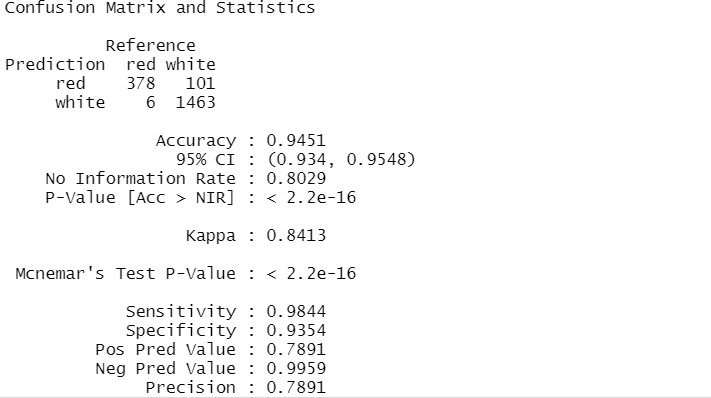 Confusion Matrix and Statistics
Reference
Prediction red white
red 378 101
white 6 1463
Accuracy : 0.9451
95% CI : (0.934, 0.9548)
No Information Rate : 0.8029
P-Value [Acc > NIR] : < 2.2e-16
Kappa : 0.8413
Mcnemar's Test P-Value : < 2.2e-16
Sensitivity : 0.9844
Specificity : 0.9354
Pos Pred Value : 0.7891
Neg Pred Value : 0.9959
Precision : 0.7891